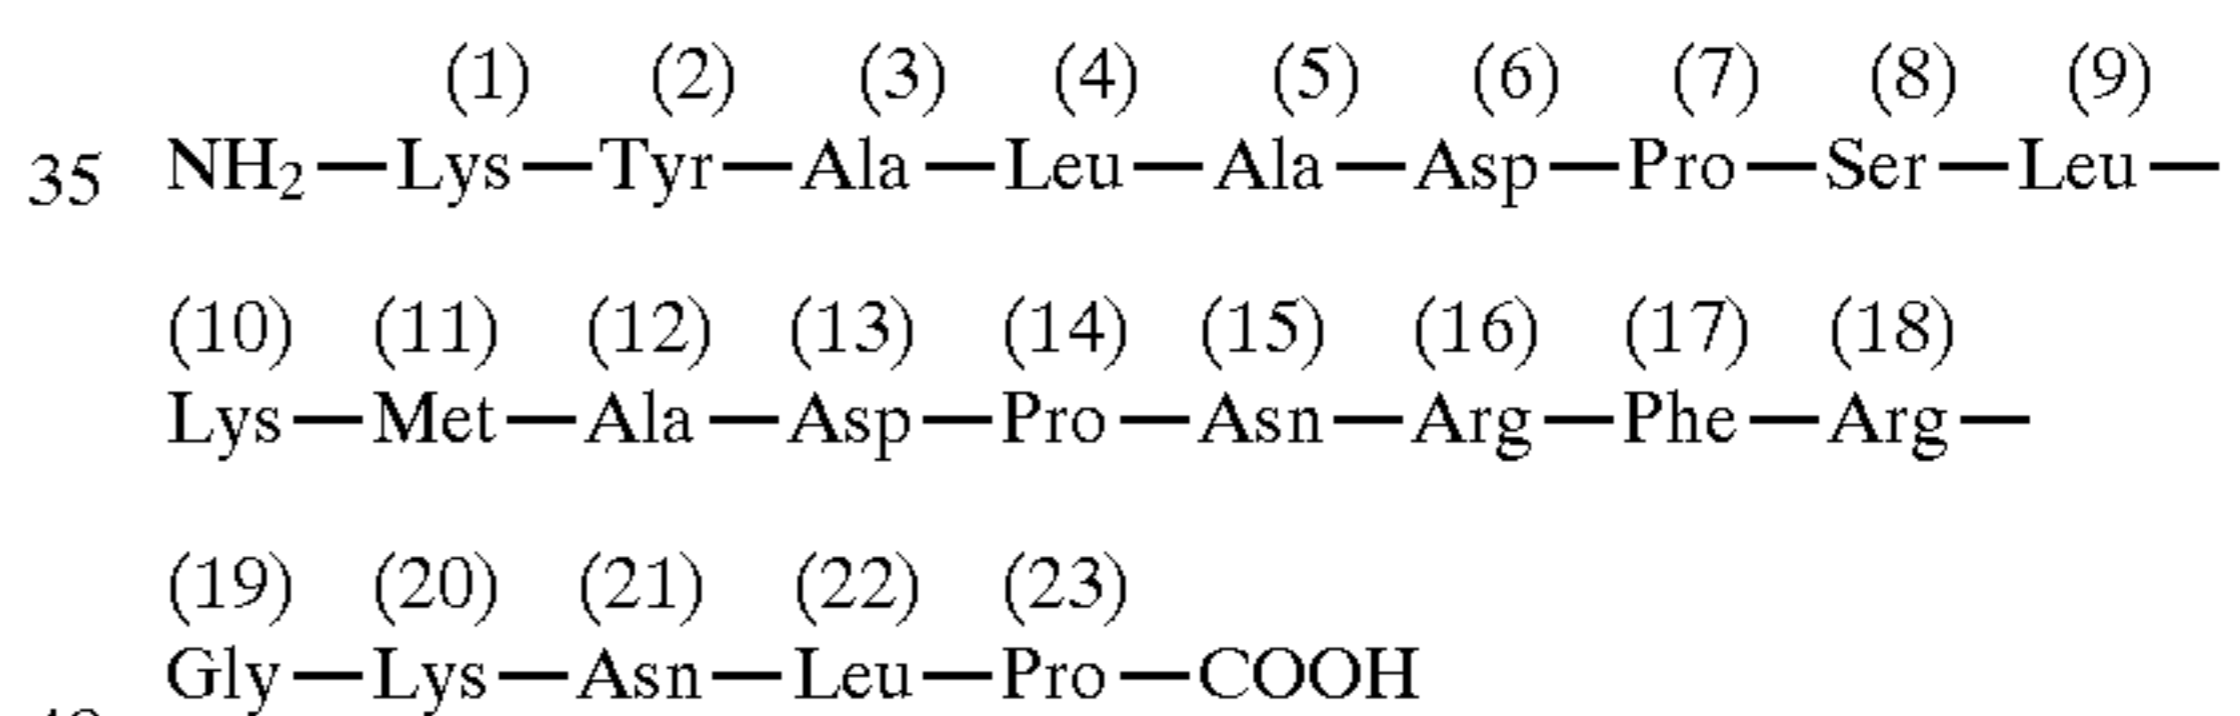 (1) (2) (3) (4) (5) (6) (7) (8) (9)
35 NH₂—Lys—Tyr—Ala—Leu—Ala—Asp—Pro—Ser—Leu—
(10) (11) (12) (13) (14) (15) (16) (17) (18)
Lys—Met—Ala—Asp—Pro—Asn—Arg—Phe—Arg—
(19) (20) (21) (22) (23)
Gly—Lys—Asn—Leu—Pro—COOH